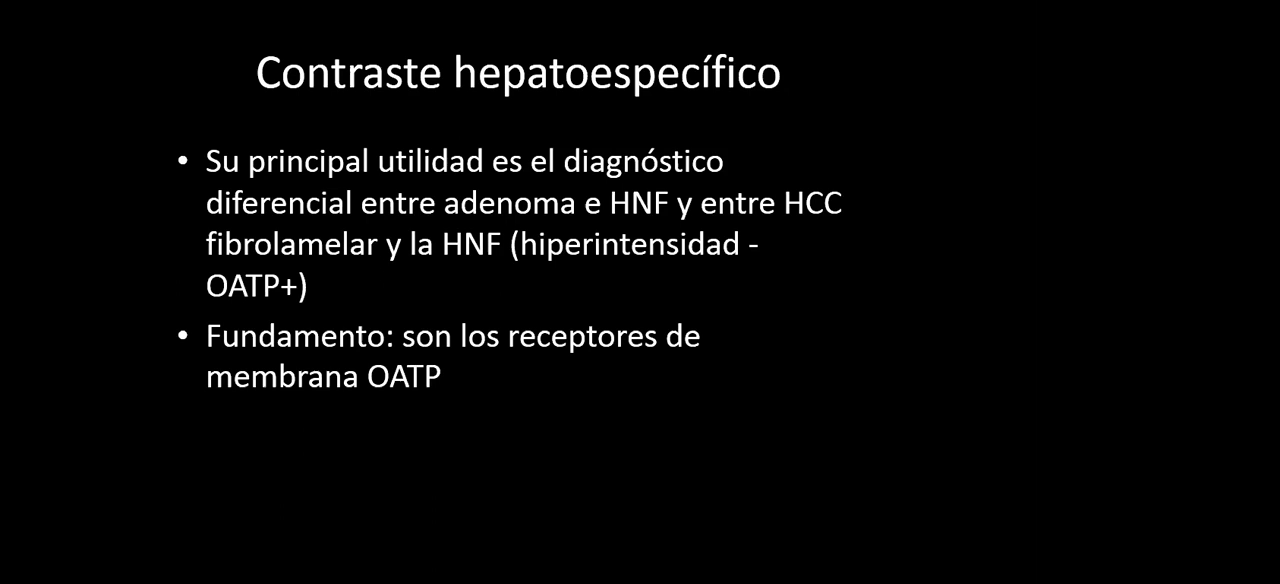 Contraste hepatoespecífico
• Su principal utilidad es el diagnóstico
diferencial entre adenoma e HNF y entre HCC
fibrolamelar y la HNF (hiperintensidad -
OATP+)
• Fundamento: son los receptores de
membrana OATP